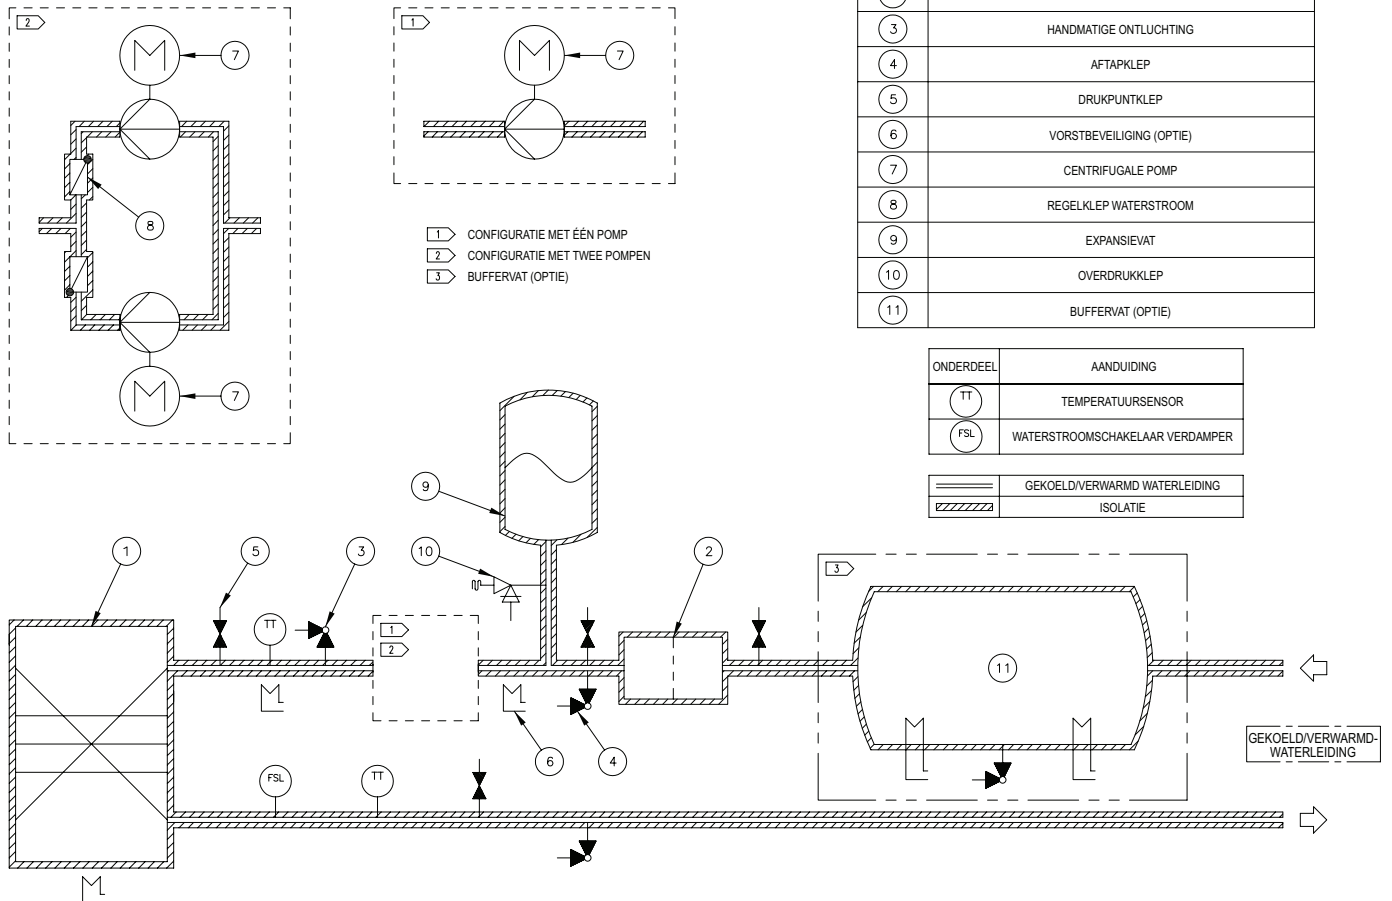 2
M
7
8
M
7
1
M
7
1 CONFIGURATIE MET ÉÉN POMP
2 CONFIGURATIE MET TWEE POMPEN
3 BUFFERVAT (OPTIE)
3 HANDMATIGE ONTLUCHTING
4 AFTAPKLEP
5 DRUKPUNTKLEP
6 VORSTBEVEILIGING (OPTIE)
7 CENTRIFUGALE POMP
8 REGELKLEP WATERSTROOM
9 EXPANSIEVAT
10 OVERDRUKKLEP
11 BUFFERVAT (OPTIE)
ONDERDEEL AANDUIDING
TT TEMPERATUURSENSOR
FSL WATERSTROOMSCHAKELAAR VERDAMPER
GEKOELD/VERWARMD WATERLEIDING
ISOLATIE
9
1
5
3
10
2
3
TT
1
2
11
6
4
FSL
TT
GEKOELD/VERWARMD-
WATERLEIDING